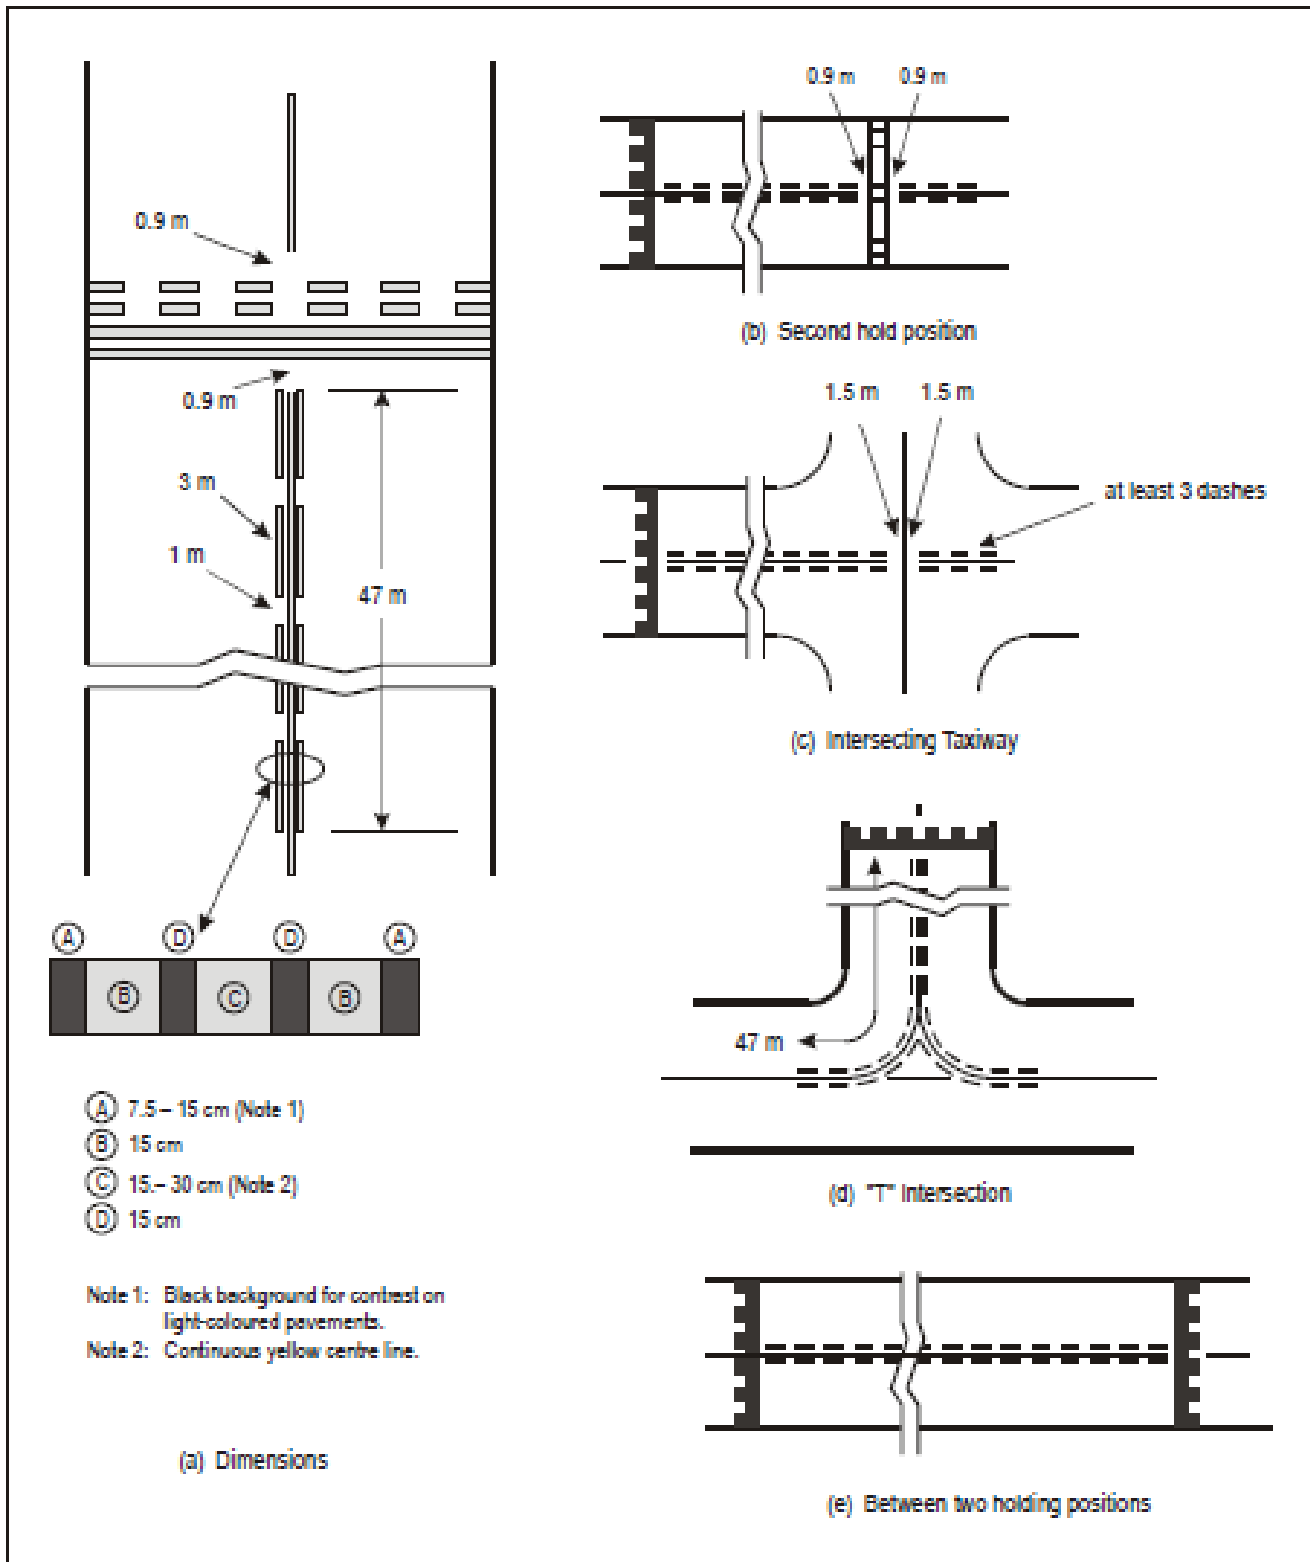 0.9 m
0.9 m
3 m
1 m
47 m
A D D A
B C B
A 7.5 – 15 cm (Note 1)
B 15 cm
C 15.– 30 cm (Note 2)
D 15 cm
Note 1: Black background for contrast on
light-coloured pavements.
Note 2: Continuous yellow centre line.
(a) Dimensions
0.9 m 0.9 m
(b) Second hold position
1.5 m 1.5 m
at least 3 dashes
(c) Intersecting Taxiway
47 m
(d) "T" Intersection
(e) Between two holding positions